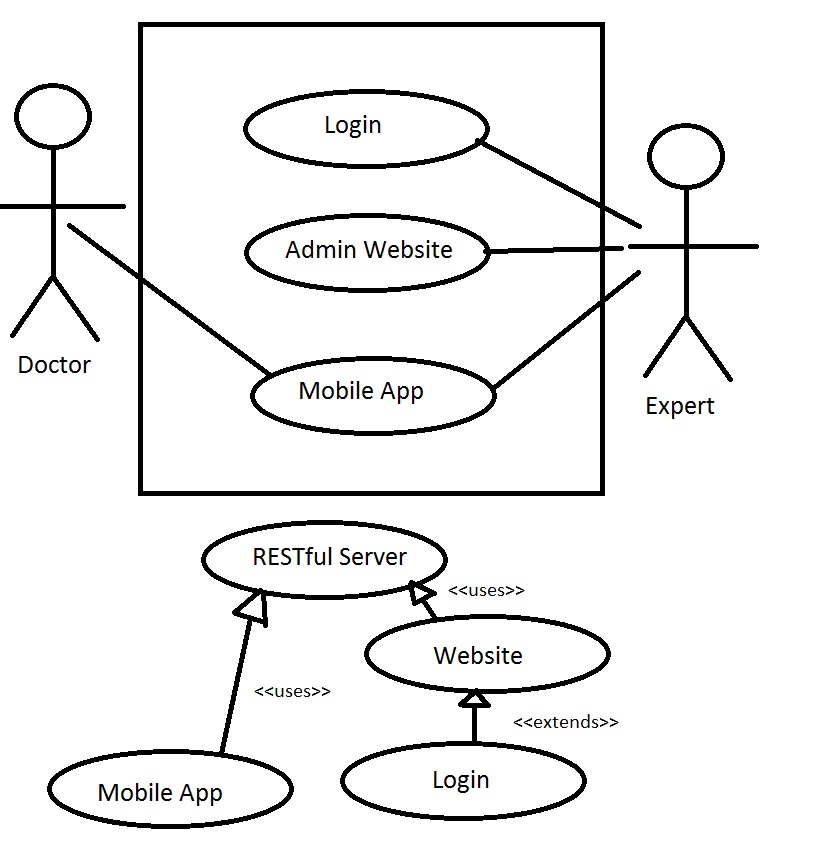 Login
Admin Website
Doctor
Mobile App
Expert
RESTful Server
<<uses>>
Website
<<uses>>
<<extends>>
Mobile App
Login